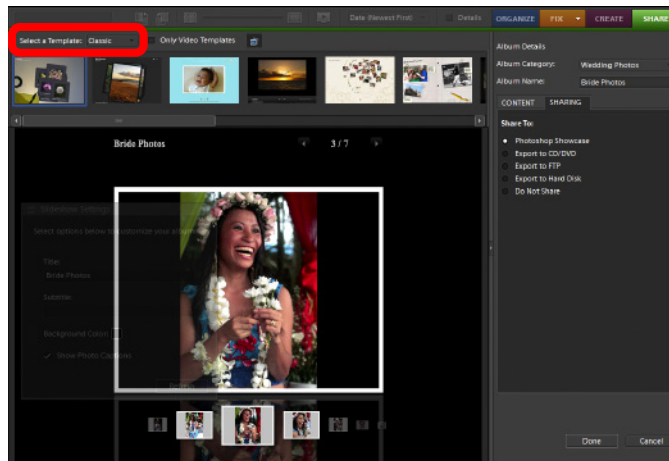 Date (Newest First)
Details
ORGANIZE
FIX
CREATE
SHARE
Select a Template: Classic
Only Video Templates
Album Details
Album Category: Wedding Photos
Album Name: Bride Photos
CONTENT
SHARING
Share To:
Photoshop Showcase
Export to CD/DVD
Export to FTP
Export to Hard Disk
Do Not Share
Bride Photos
3 / 7
Slideshow Settings
Select options below to customize your album
Title:
Bride Photos
Subtitle:
Background Color:
Show Photo Captions
Done
Cancel